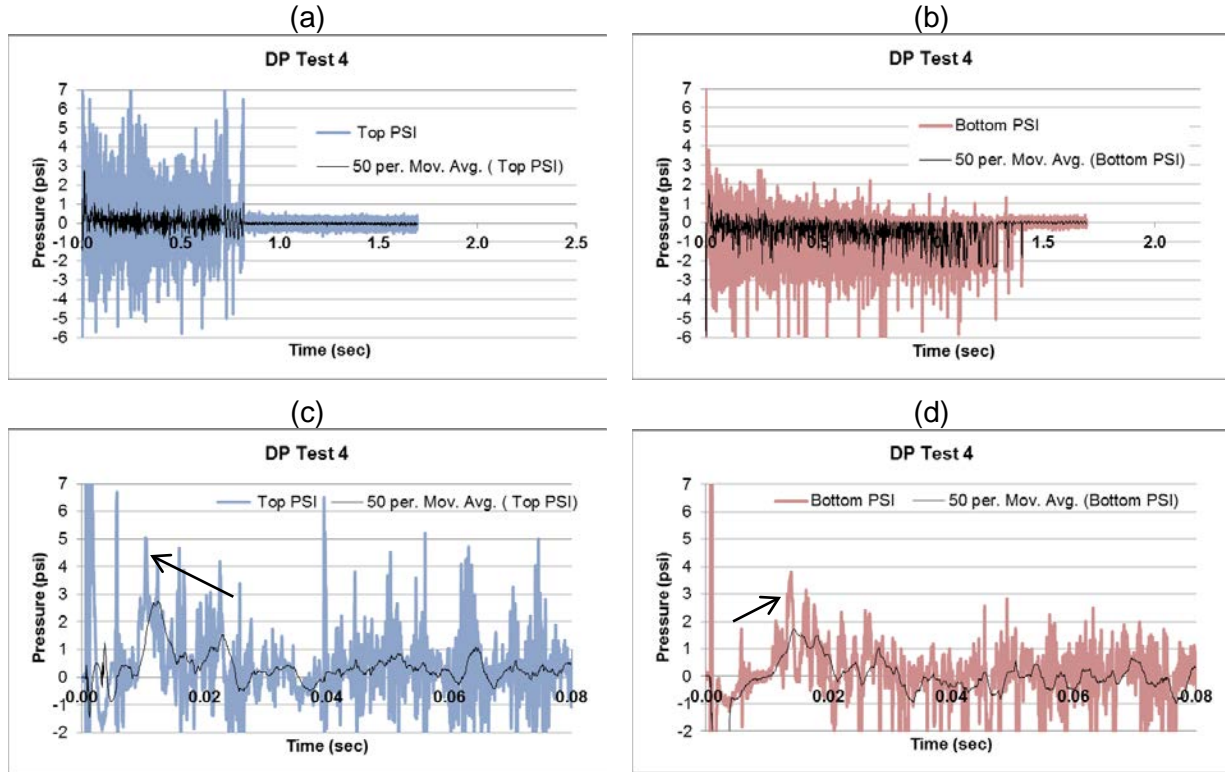 (a)
DP Test 4
Pressure (psi)
7
6
5
4
3
2
1
0
-1
-2
-3
-4
-5
-6
0.0
0.5
1.0
1.5
2.0
2.5
Top PSI
50 per. Mov. Avg. ( Top PSI)
Time (sec)
(b)
DP Test 4
Pressure (psi)
7
6
5
4
3
2
1
0
-1
-2
-3
-4
-5
-6
0.0
0.5
1.0
1.5
2.0
Bottom PSI
50 per. Mov. Avg. (Bottom PSI)
Time (sec)
(c)
DP Test 4
Pressure (psi)
7
6
5
4
3
2
1
0
-1
-2
-0.00
0.02
0.04
0.06
0.08
Top PSI
50 per. Mov. Avg. ( Top PSI)
Time (sec)
(d)
DP Test 4
Pressure (psi)
7
6
5
4
3
2
1
0
-1
-2
-0.00
0.02
0.04
0.06
0.08
Bottom PSI
50 per. Mov. Avg. (Bottom PSI)
Time (sec)